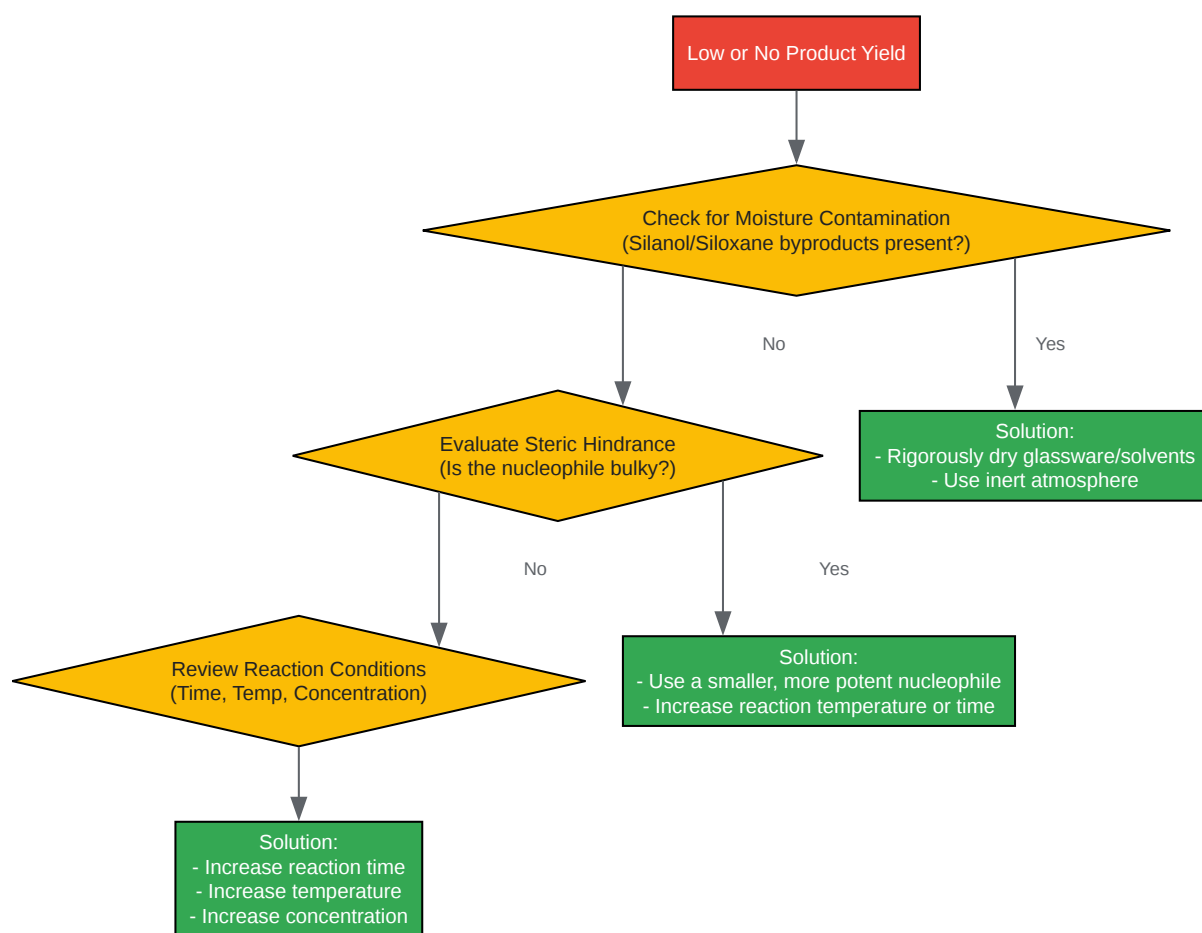 Low or No Product Yield
Check for Moisture Contamination
(Silanol/Siloxane byproducts present?)
No
Yes
Evaluate Steric Hindrance
(Is the nucleophile bulky?)
Solution:
- Rigorously dry glassware/solvents
- Use inert atmosphere
No
Yes
Review Reaction Conditions
(Time, Temp, Concentration)
Solution:
- Use a smaller, more potent nucleophile
- Increase reaction temperature or time
Solution:
- Increase reaction time
- Increase temperature
- Increase concentration